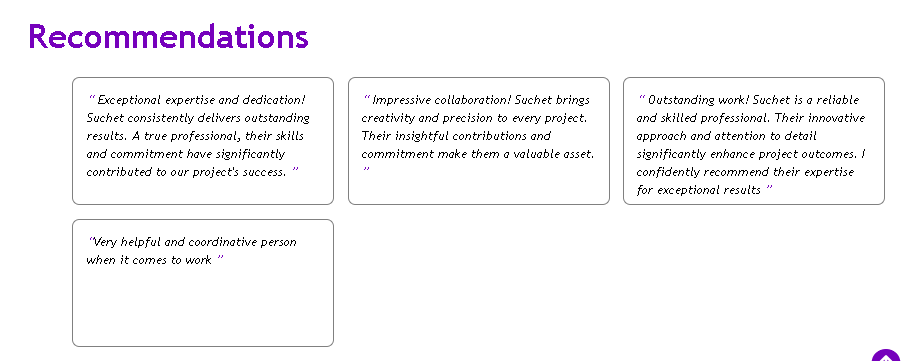 Recommendations
“ Exceptional expertise and dedication!
Suchet consistently delivers outstanding
results. A true professional, their skills
and commitment have significantly
contributed to our project's success. ”
“ Impressive collaboration! Suchet brings
creativity and precision to every project.
Their insightful contributions and
commitment make them a valuable asset.
”
“ Outstanding work! Suchet is a reliable
and skilled professional. Their innovative
approach and attention to detail
significantly enhance project outcomes. I
confidently recommend their expertise
for exceptional results ”
“Very helpful and coordinative person
when it comes to work ”